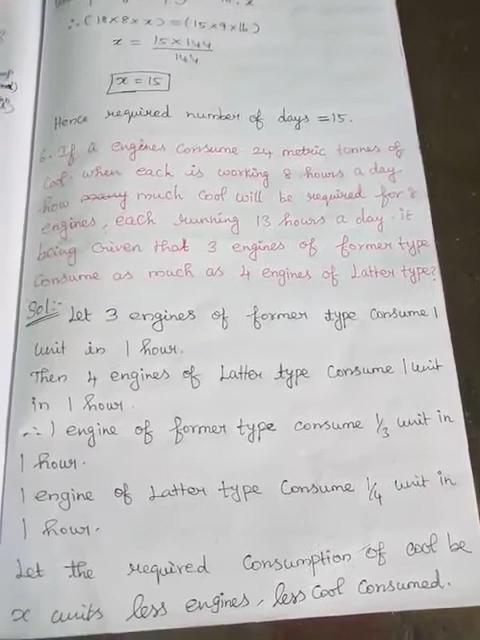 ∴ (18×8×x) = (15×9×16)
x = 15×144
144
x = 15
Hence required number of days = 15.
6. If a engines consume 24 metric tonnes of
Cool, when each is working 8 hours a day
how much Cool will be required for 8
engines, each running 13 hours a day. it
being Given that 3 engines of former type
Consume as much as 4 engines of Latter type?
Sol:- Let 3 engines of former type consume 1
unit in 1 hour.
Then 4 engines of Latter type Consume 1 unit
in 1 hour.
∴ 1 engine of former type consume 1/3 unit in
1 hour.
1 engine of Latter type Consume 1/4 unit in
1 hour.
Let the required Consumption of cool be
x units less engines, less Cool Consumed.